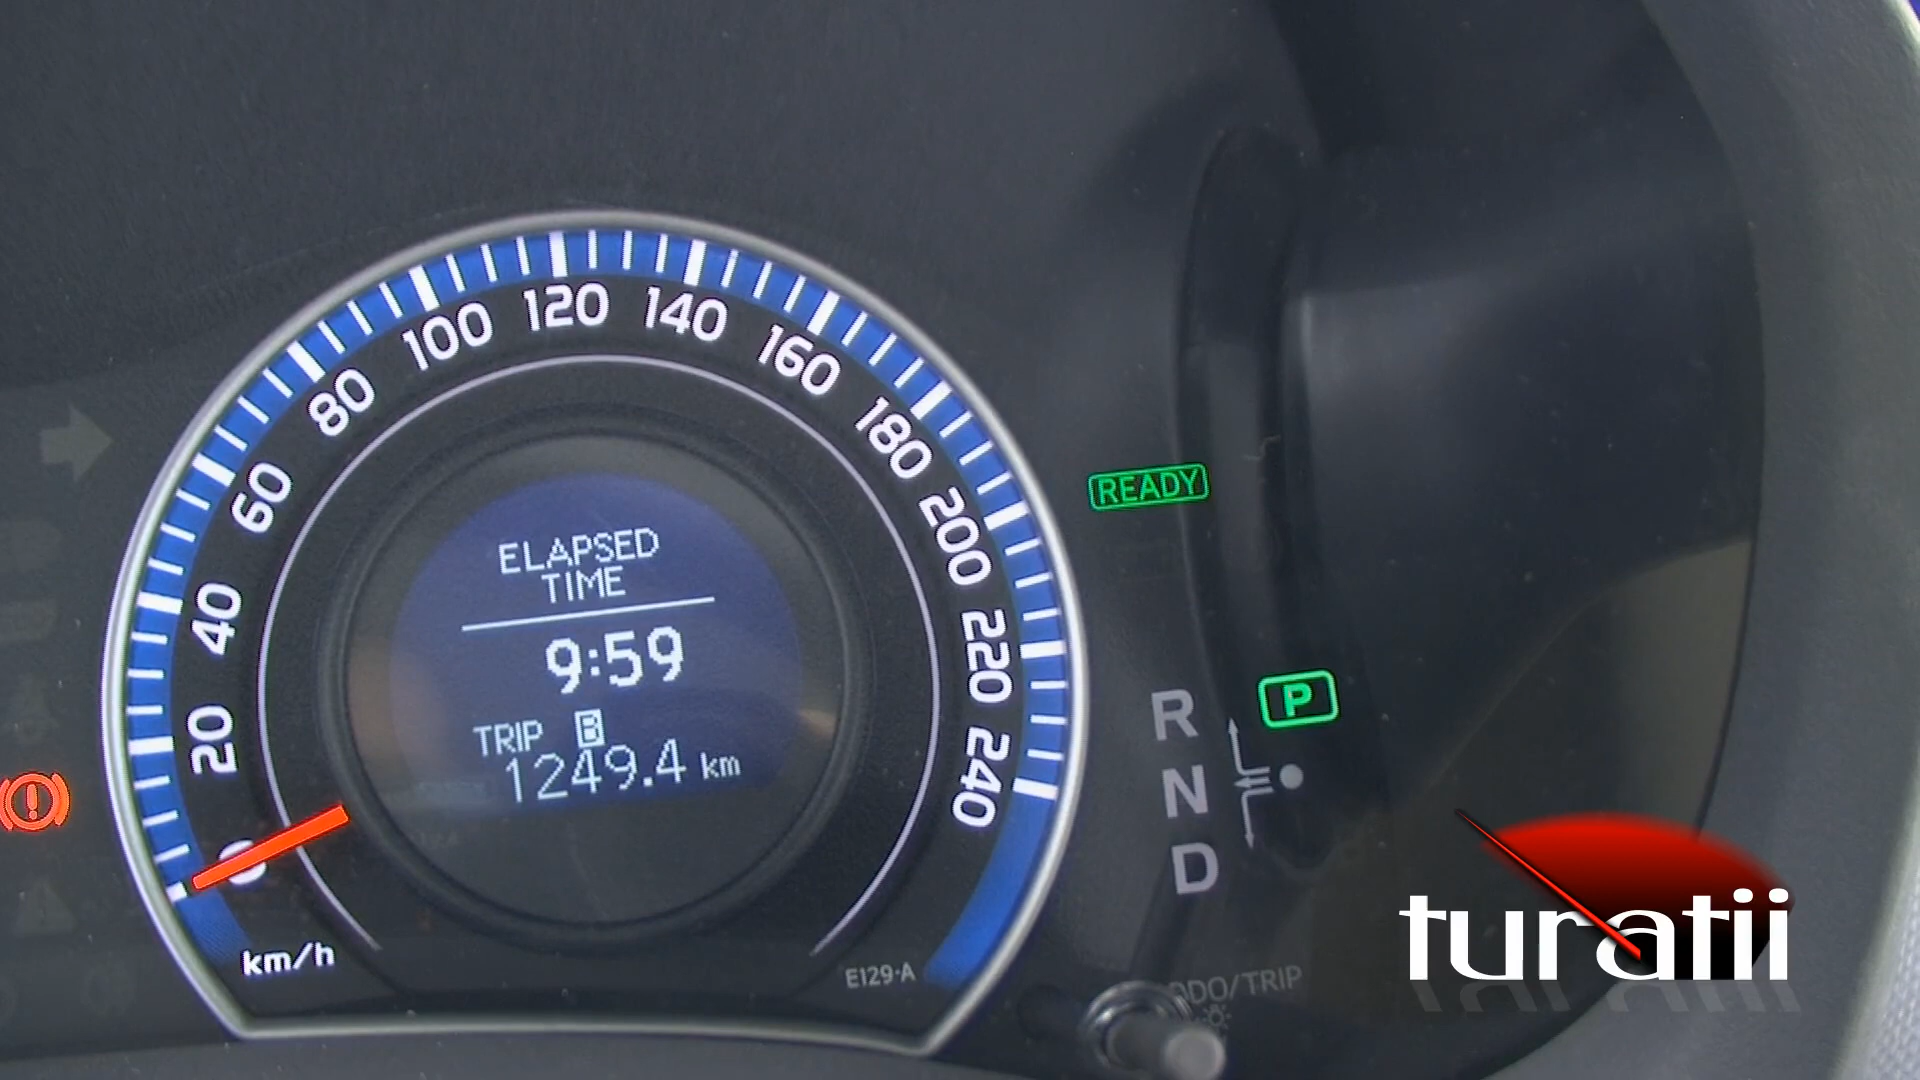 100 120 140
160
80
180
60
200
40
220
20
240
0
km/h
ELAPSED
TIME
9:59
TRIP B
1249.4 km
E129-A
READY
P
R
N
D
ODO/TRIP
turatii